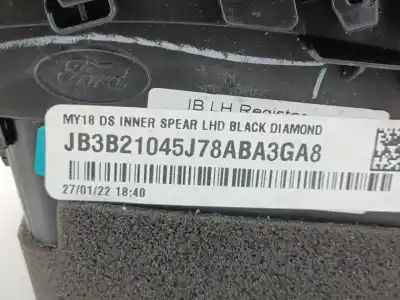 Ford
IB LH Register
MY18 DS INNER SPEAR LHD BLACK DIAMOND
JB3B21045J78ABA3GA8
27/01/22 18:40